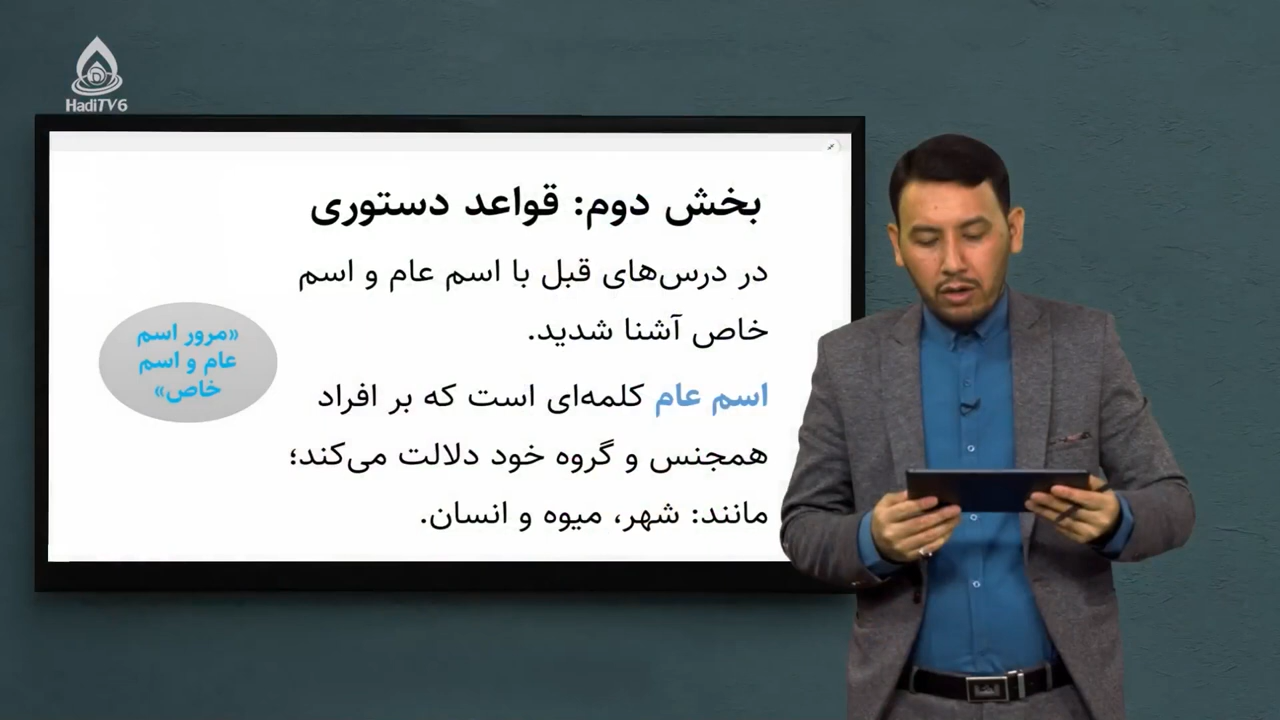 HadiTV6
بخش دوم: قواعد دستوری
در درس‌های قبل با اسم عام و اسم
خاص آشنا شدید.
اسم عام کلمه‌ای است که بر افراد
همجنس و گروه خود دلالت می‌کند؛
مانند: شهر، میوه و انسان.
«مرور اسم
عام و اسم
خاص»